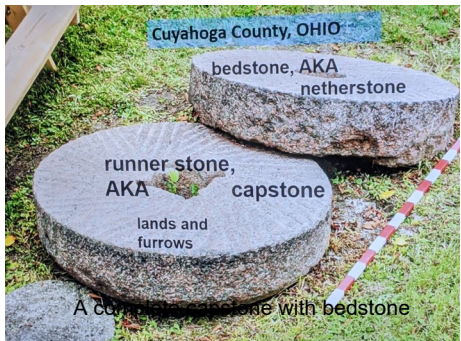 Cuyahoga County, OHIO
bedstone, AKA
netherstone
runner stone,
AKA capstone
lands and
furrows
A complete capstone with bedstone